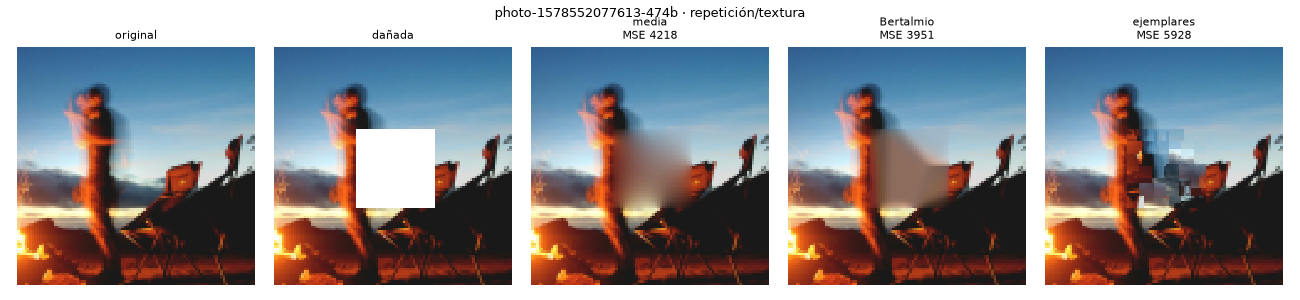 photo-1578552077613-474b · repetición/textura
original
dañada
media
MSE 4218
Bertalmio
MSE 3951
ejemplares
MSE 5928